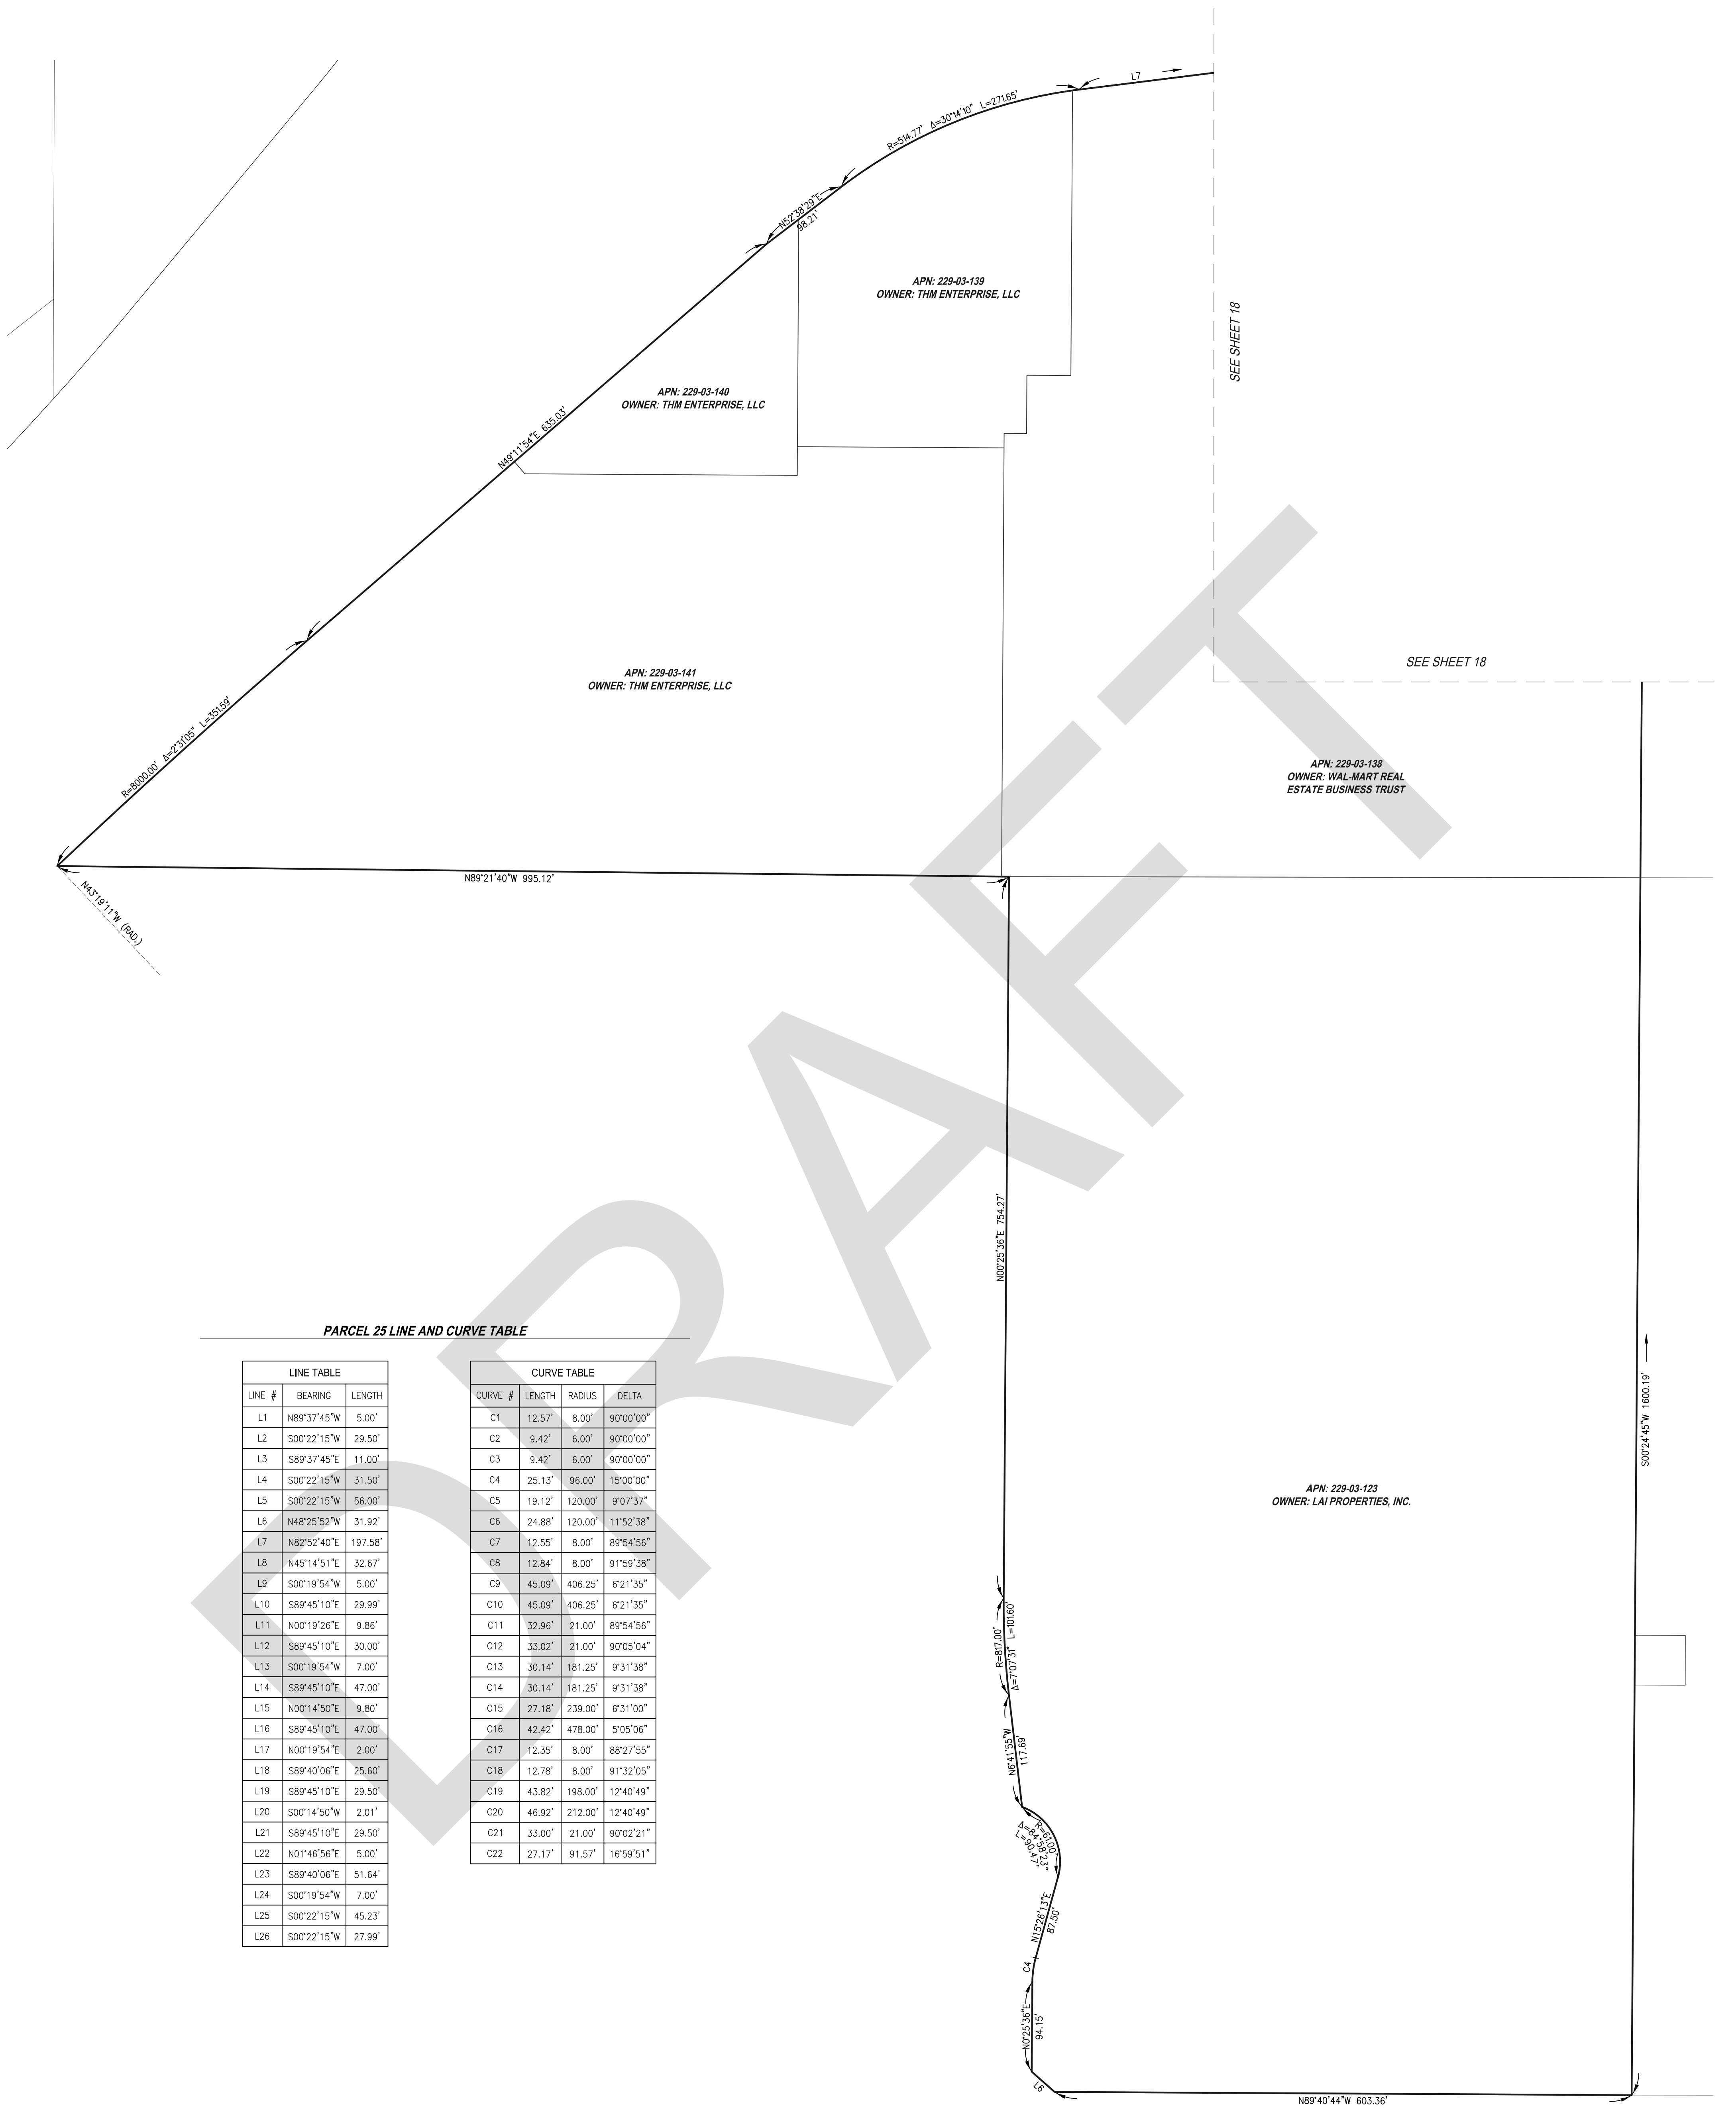 L7
R=514.77' Δ=30°14'10" L=271.65'
N52°38'29"E
98.21'
APN: 229-03-139
OWNER: THM ENTERPRISE, LLC
SEE SHEET 18
APN: 229-03-140
OWNER: THM ENTERPRISE, LLC
N49°11'54"E 635.03'
SEE SHEET 18
APN: 229-03-141
OWNER: THM ENTERPRISE, LLC
R=8000.00' Δ=2°31'05" L=351.59'
APN: 229-03-138
OWNER: WAL-MART REAL
ESTATE BUSINESS TRUST
N89°21'40"W 995.12'
N43°19'11"W (RAD.)
DRAFT
N00°25'36"E 754.27'
PARCEL 25 LINE AND CURVE TABLE
LINE TABLE
LINE # BEARING LENGTH
L1 N89°37'45"W 5.00'
L2 S00°22'15"W 29.50'
L3 S89°37'45"E 11.00'
L4 S00°22'15"W 31.50'
L5 S00°22'15"W 56.00'
L6 N48°25'52"W 31.92'
L7 N82°52'40"E 197.58'
L8 N45°14'51"E 32.67'
L9 S00°19'54"W 5.00'
L10 S89°45'10"E 29.99'
L11 N00°19'26"E 9.86'
L12 S89°45'10"E 30.00'
L13 S00°19'54"W 7.00'
L14 S89°45'10"E 47.00'
L15 N00°14'50"E 9.80'
L16 S89°45'10"E 47.00'
L17 N00°19'54"E 2.00'
L18 S89°40'06"E 25.60'
L19 S89°45'10"E 29.50'
L20 S00°14'50"W 2.01'
L21 S89°45'10"E 29.50'
L22 N01°46'56"E 5.00'
L23 S89°40'06"E 51.64'
L24 S00°19'54"W 7.00'
L25 S00°22'15"W 45.23'
L26 S00°22'15"W 27.99'
CURVE TABLE
CURVE # LENGTH RADIUS DELTA
C1 12.57' 8.00' 90°00'00"
C2 9.42' 6.00' 90°00'00"
C3 9.42' 6.00' 90°00'00"
C4 25.13' 96.00' 15°00'00"
C5 19.12' 120.00' 9°07'37"
C6 24.88' 120.00' 11°52'38"
C7 12.55' 8.00' 89°54'56"
C8 12.84' 8.00' 91°59'38"
C9 45.09' 406.25' 6°21'35"
C10 45.09' 406.25' 6°21'35"
C11 32.96' 21.00' 89°54'56"
C12 33.02' 21.00' 90°05'04"
C13 30.14' 181.25' 9°31'38"
C14 30.14' 181.25' 9°31'38"
C15 27.18' 239.00' 6°31'00"
C16 42.42' 478.00' 5°05'06"
C17 12.35' 8.00' 88°27'55"
C18 12.78' 8.00' 91°32'05"
C19 43.82' 198.00' 12°40'49"
C20 46.92' 212.00' 12°40'49"
C21 33.00' 21.00' 90°02'21"
C22 27.17' 91.57' 16°59'51"
S00°24'45"W 1600.19'
APN: 229-03-123
OWNER: LAI PROPERTIES, INC.
R=817.00'
Δ=7°07'31" L=101.60'
N6°41'55"W
117.69'
R=61.00'
Δ=84°58'23"
L=90.47'
N15°26'13"E
87.50'
C4
N0°25'36"E
94.15'
L6
N89°40'44"W 603.36'